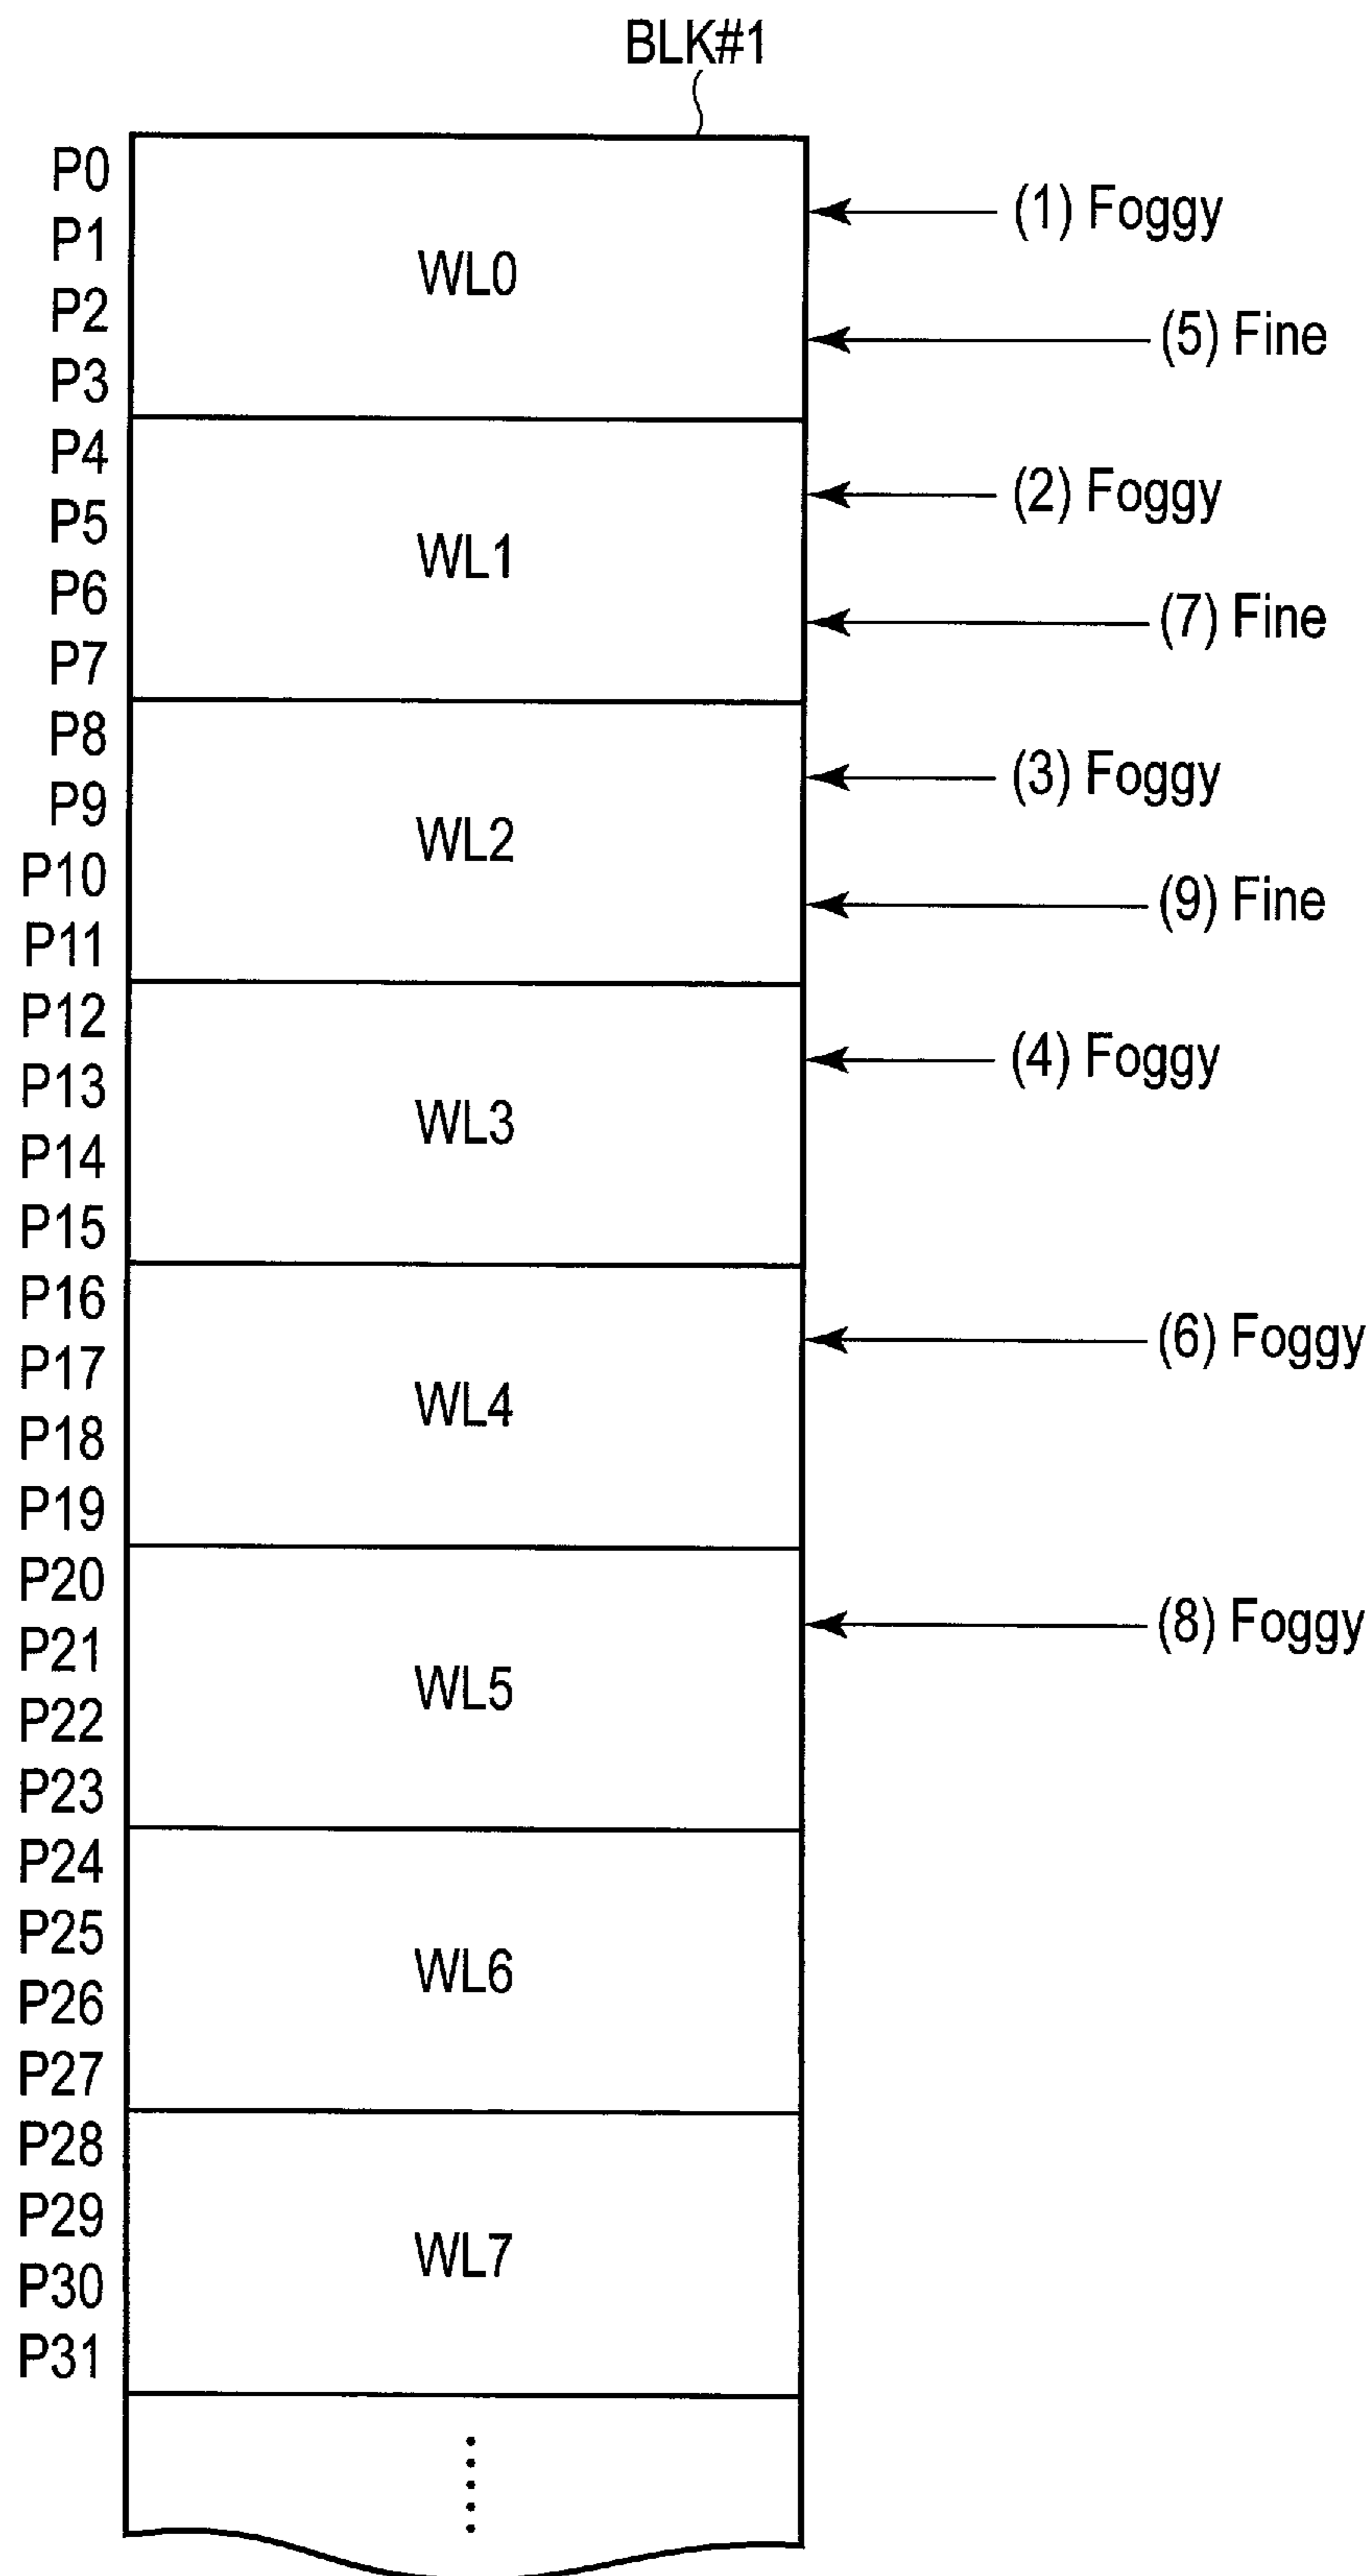 BLK#1
P0
(1) Foggy
P1
WL0
P2
(5) Fine
P3
P4
(2) Foggy
P5
WL1
P6
(7) Fine
P7
P8
(3) Foggy
P9
WL2
P10
(9) Fine
P11
P12
(4) Foggy
P13
WL3
P14
P15
P16
(6) Foggy
P17
WL4
P18
P19
P20
(8) Foggy
P21
WL5
P22
P23
P24
P25
WL6
P26
P27
P28
P29
WL7
P30
P31